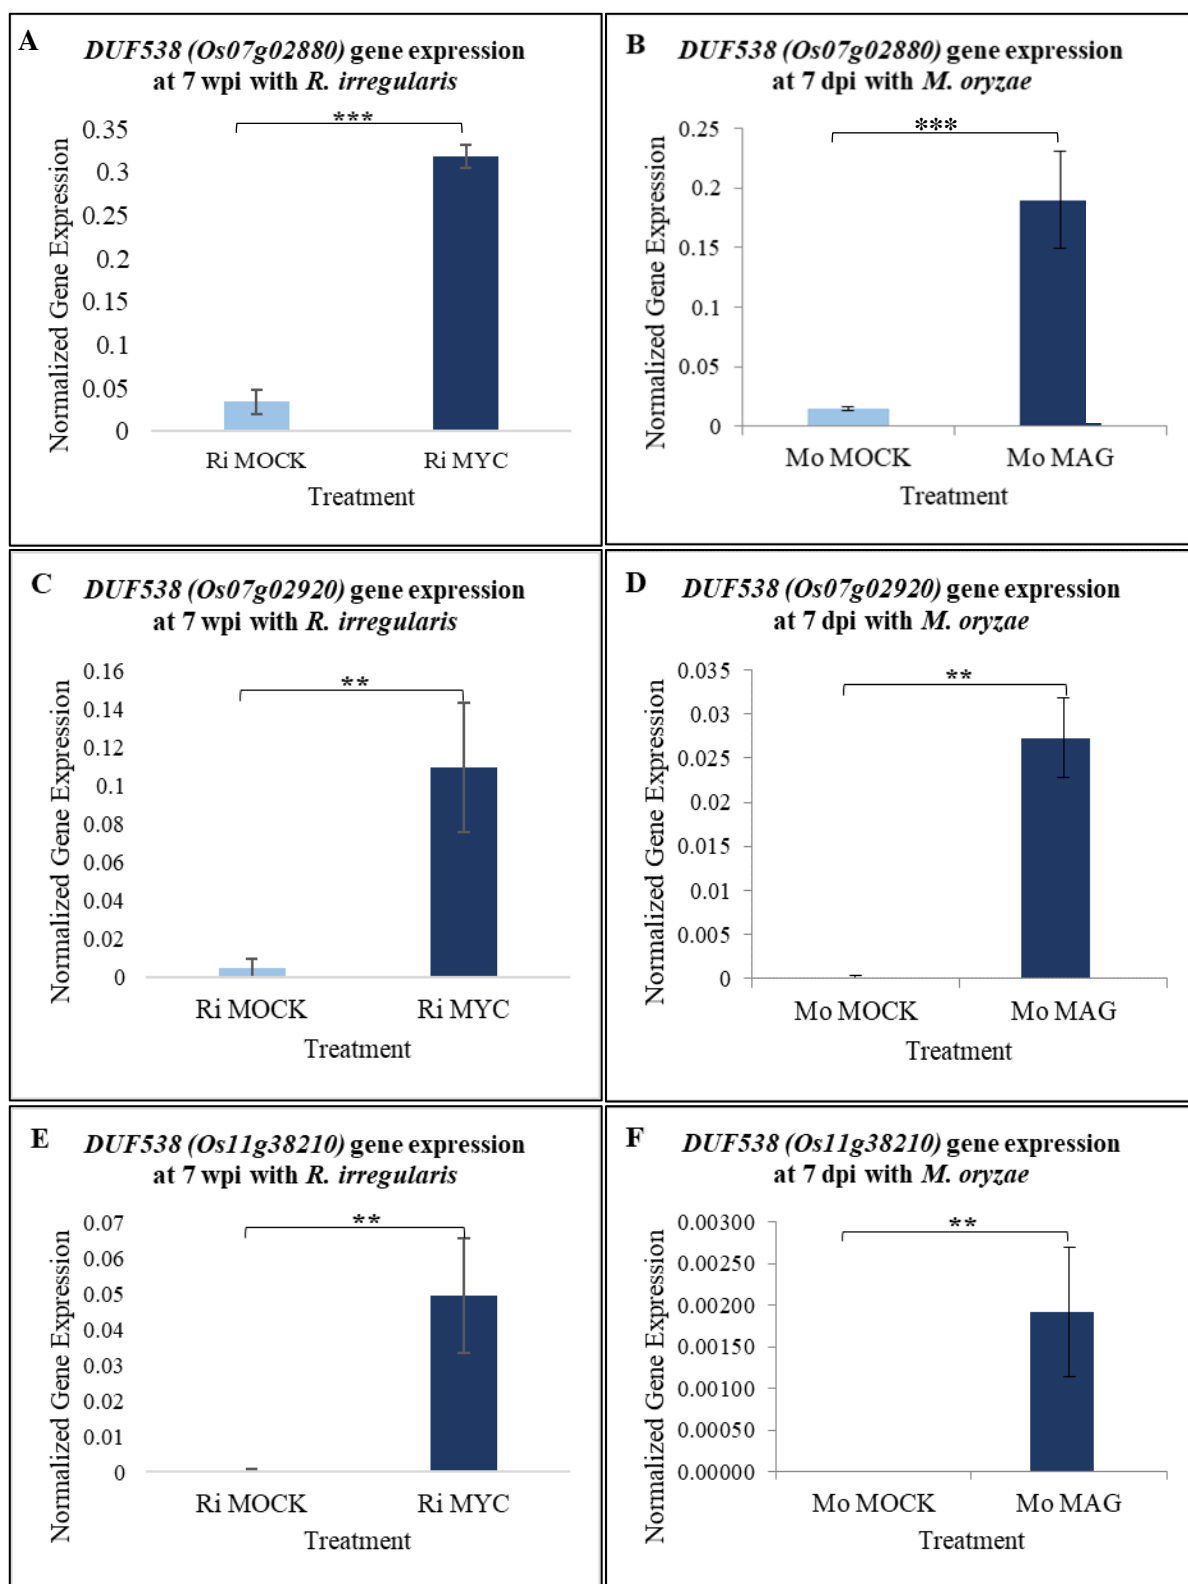 A
DUF538 (Os07g02880) gene expression
at 7 wpi with R. irregularis
Normalized Gene Expression
0.35
0.3
0.25
0.2
0.15
0.1
0.05
0
***
Ri MOCK
Ri MYC
Treatment
B
DUF538 (Os07g02880) gene expression
at 7 dpi with M. oryzae
Normalized Gene Expression
0.25
0.2
0.15
0.1
0.05
0
***
Mo MOCK
Mo MAG
Treatment
C
DUF538 (Os07g02920) gene expression
at 7 wpi with R. irregularis
Normalized Gene Expression
0.16
0.14
0.12
0.1
0.08
0.06
0.04
0.02
0
**
Ri MOCK
Ri MYC
Treatment
D
DUF538 (Os07g02920) gene expression
at 7 dpi with M. oryzae
Normalized Gene Expression
0.035
0.03
0.025
0.02
0.015
0.01
0.005
0
**
Mo MOCK
Mo MAG
Treatment
E
DUF538 (Os11g38210) gene expression
at 7 wpi with R. irregularis
Normalized Gene Expression
0.07
0.06
0.05
0.04
0.03
0.02
0.01
0
**
Ri MOCK
Ri MYC
Treatment
F
DUF538 (Os11g38210) gene expression
at 7 dpi with M. oryzae
Normalized Gene Expression
0.00300
0.00250
0.00200
0.00150
0.00100
0.00050
0.00000
**
Mo MOCK
Mo MAG
Treatment